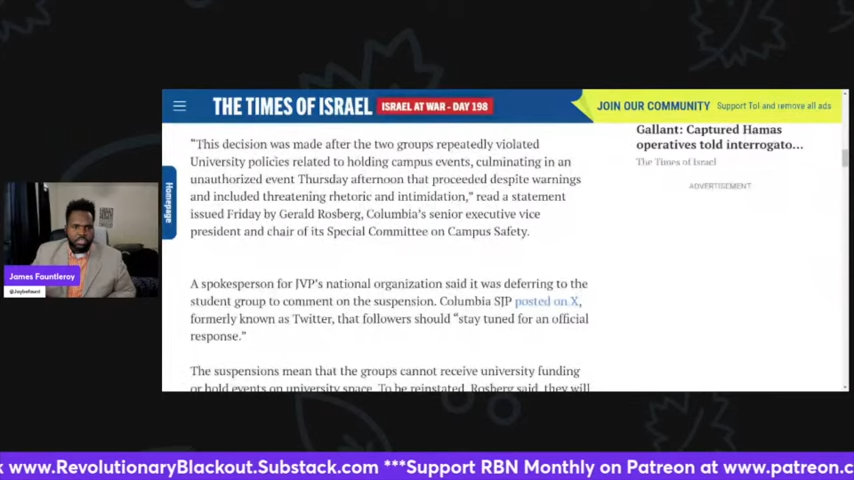 THE TIMES OF ISRAEL
ISRAEL AT WAR - DAY 198
JOIN OUR COMMUNITY Support ToI and remove all ads
Homepage
“This decision was made after the two groups repeatedly violated
University policies related to holding campus events, culminating in an
unauthorized event Thursday afternoon that proceeded despite warnings
and included threatening rhetoric and intimidation,” read a statement
issued Friday by Gerald Rosberg, Columbia’s senior executive vice
president and chair of its Special Committee on Campus Safety.
A spokesperson for JVP’s national organization said it was deferring to the
student group to comment on the suspension. Columbia SJP posted on X,
formerly known as Twitter, that followers should “stay tuned for an official
response.”
The suspensions mean that the groups cannot receive university funding
or hold events on university space. To be reinstated, Rosberg said, they will
Gallant: Captured Hamas
operatives told interrogato...
The Times of Israel
ADVERTISEMENT
James Fauntleroy
k www.RevolutionaryBlackout.Substack.com ***Support RBN Monthly on Patreon at www.patreon.c